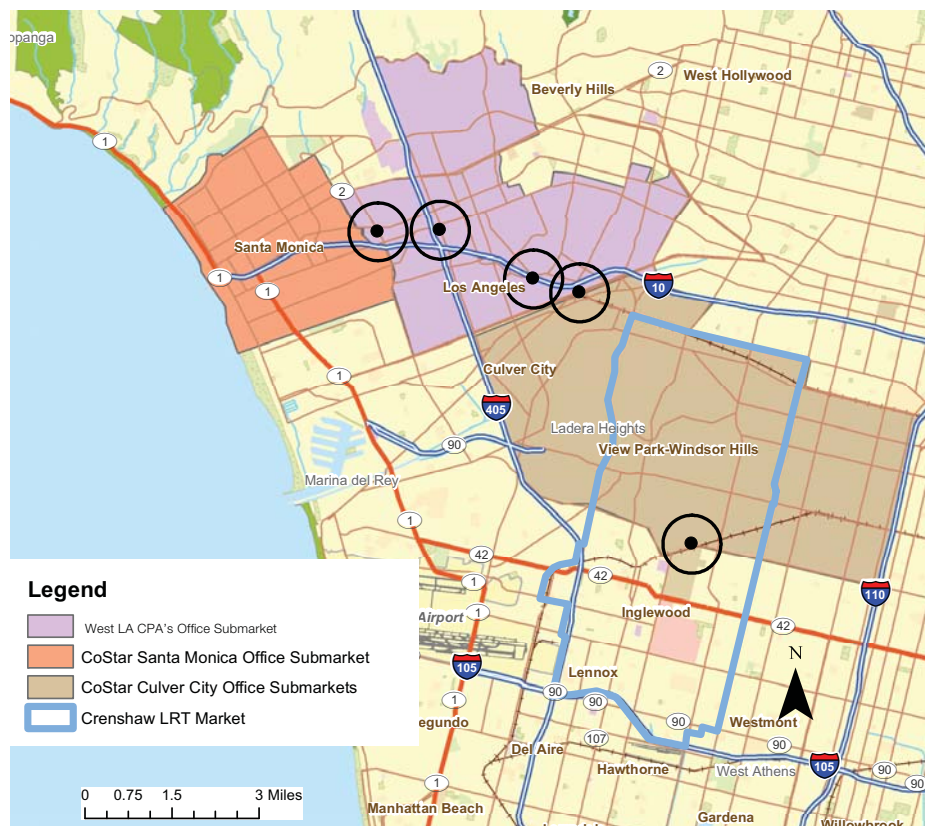 opanga
2
West Hollywood
Beverly Hills
1
2
Santa Monica
1
1
Los Angeles
10
1
Culver City
405
Ladera Heights
90
View Park-Windsor Hills
Marina del Rey
1
42
1
42
110
Legend
West LA CPA's Office Submarket
CoStar Santa Monica Office Submarket
CoStar Culver City Office Submarkets
Crenshaw LRT Market
Airport
1
Inglewood
42
N
105
Lennox
90
1
90
egundo
90
Westmont
107
90
Del Aire
105
Hawthorne
West Athens
90
90
1
0 0.75 1.5 3 Miles
Manhattan Beach
Gardena
Willowbrook